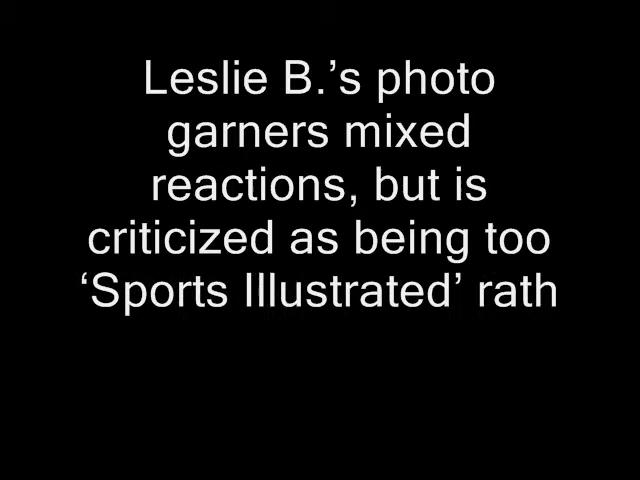 Leslie B.’s photo
garners mixed
reactions, but is
criticized as being too
‘Sports Illustrated’ rath